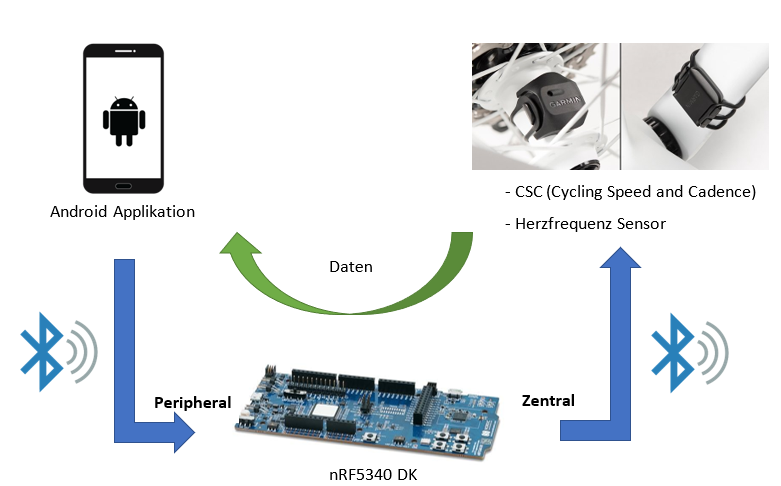 GARMIN
Android Applikation
- CSC (Cycling Speed and Cadence)
- Herzfrequenz Sensor
Daten
Peripheral
Zentral
nRF5340 DK